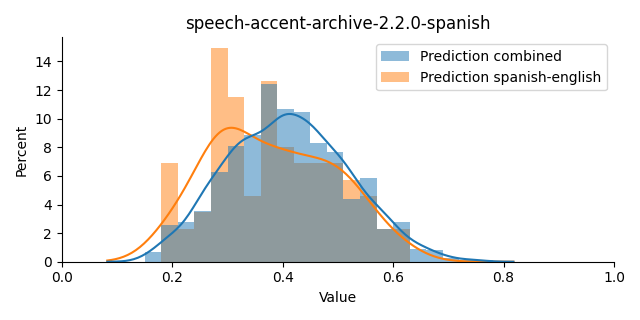 speech-accent-archive-2.2.0-spanish
Prediction combined
Prediction spanish-english
Percent
14
12
10
8
6
4
2
0
0.0 0.2 0.4 0.6 0.8 1.0
Value